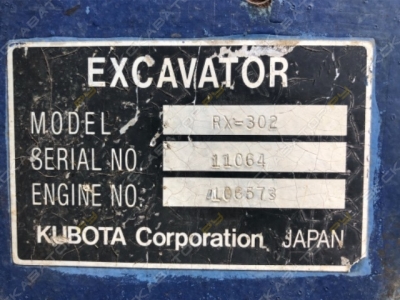 EXCAVATOR
MODEL RX-302
SERIAL NO. 11064
ENGINE NO.
KUBOTA Corporation JAPAN